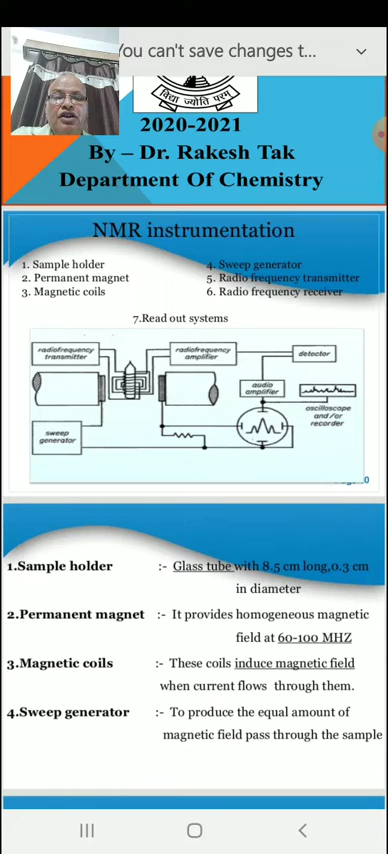 You can't save changes t...
विद्या ज्योति परम्
2020-2021
By – Dr. Rakesh Tak
Department Of Chemistry
NMR instrumentation
1. Sample holder
2. Permanent magnet
3. Magnetic coils
4. Sweep generator
5. Radio frequency transmitter
6. Radio frequency receiver
7.Read out systems
radiofrequency
transmitter
radiofrequency
amplifier
detector
audio
amplifier
oscilloscope
and/or
recorder
sweep
generator
1.Sample holder :- Glass tube with 8.5 cm long,0.3 cm
in diameter
2.Permanent magnet :- It provides homogeneous magnetic
field at 60-100 MHZ
3.Magnetic coils :- These coils induce magnetic field
when current flows through them.
4.Sweep generator :- To produce the equal amount of
magnetic field pass through the sample